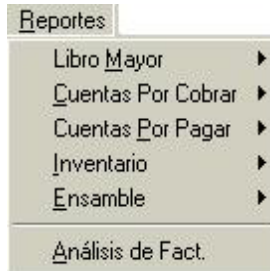 Reportes
Libro Mayor
Cuentas Por Cobrar
Cuentas Por Pagar
Inventario
Ensamble
Análisis de Fact.